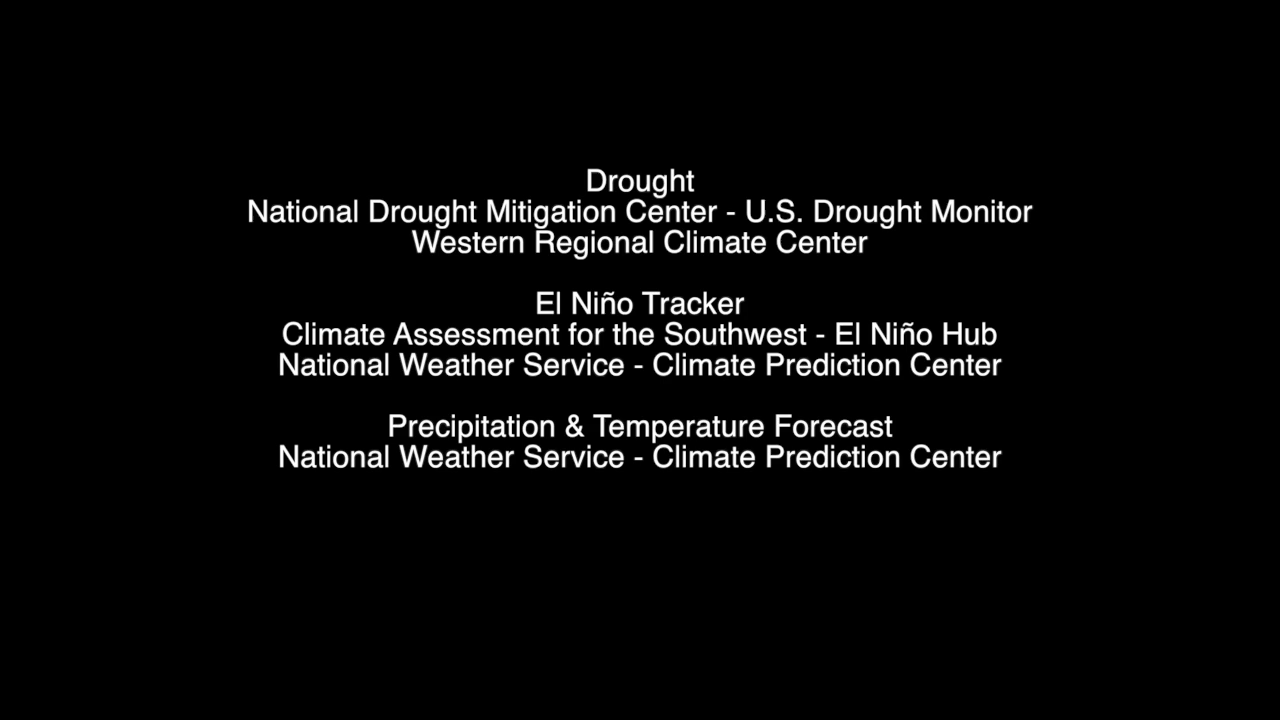 Drought
National Drought Mitigation Center - U.S. Drought Monitor
Western Regional Climate Center
El Niño Tracker
Climate Assessment for the Southwest - El Niño Hub
National Weather Service - Climate Prediction Center
Precipitation & Temperature Forecast
National Weather Service - Climate Prediction Center